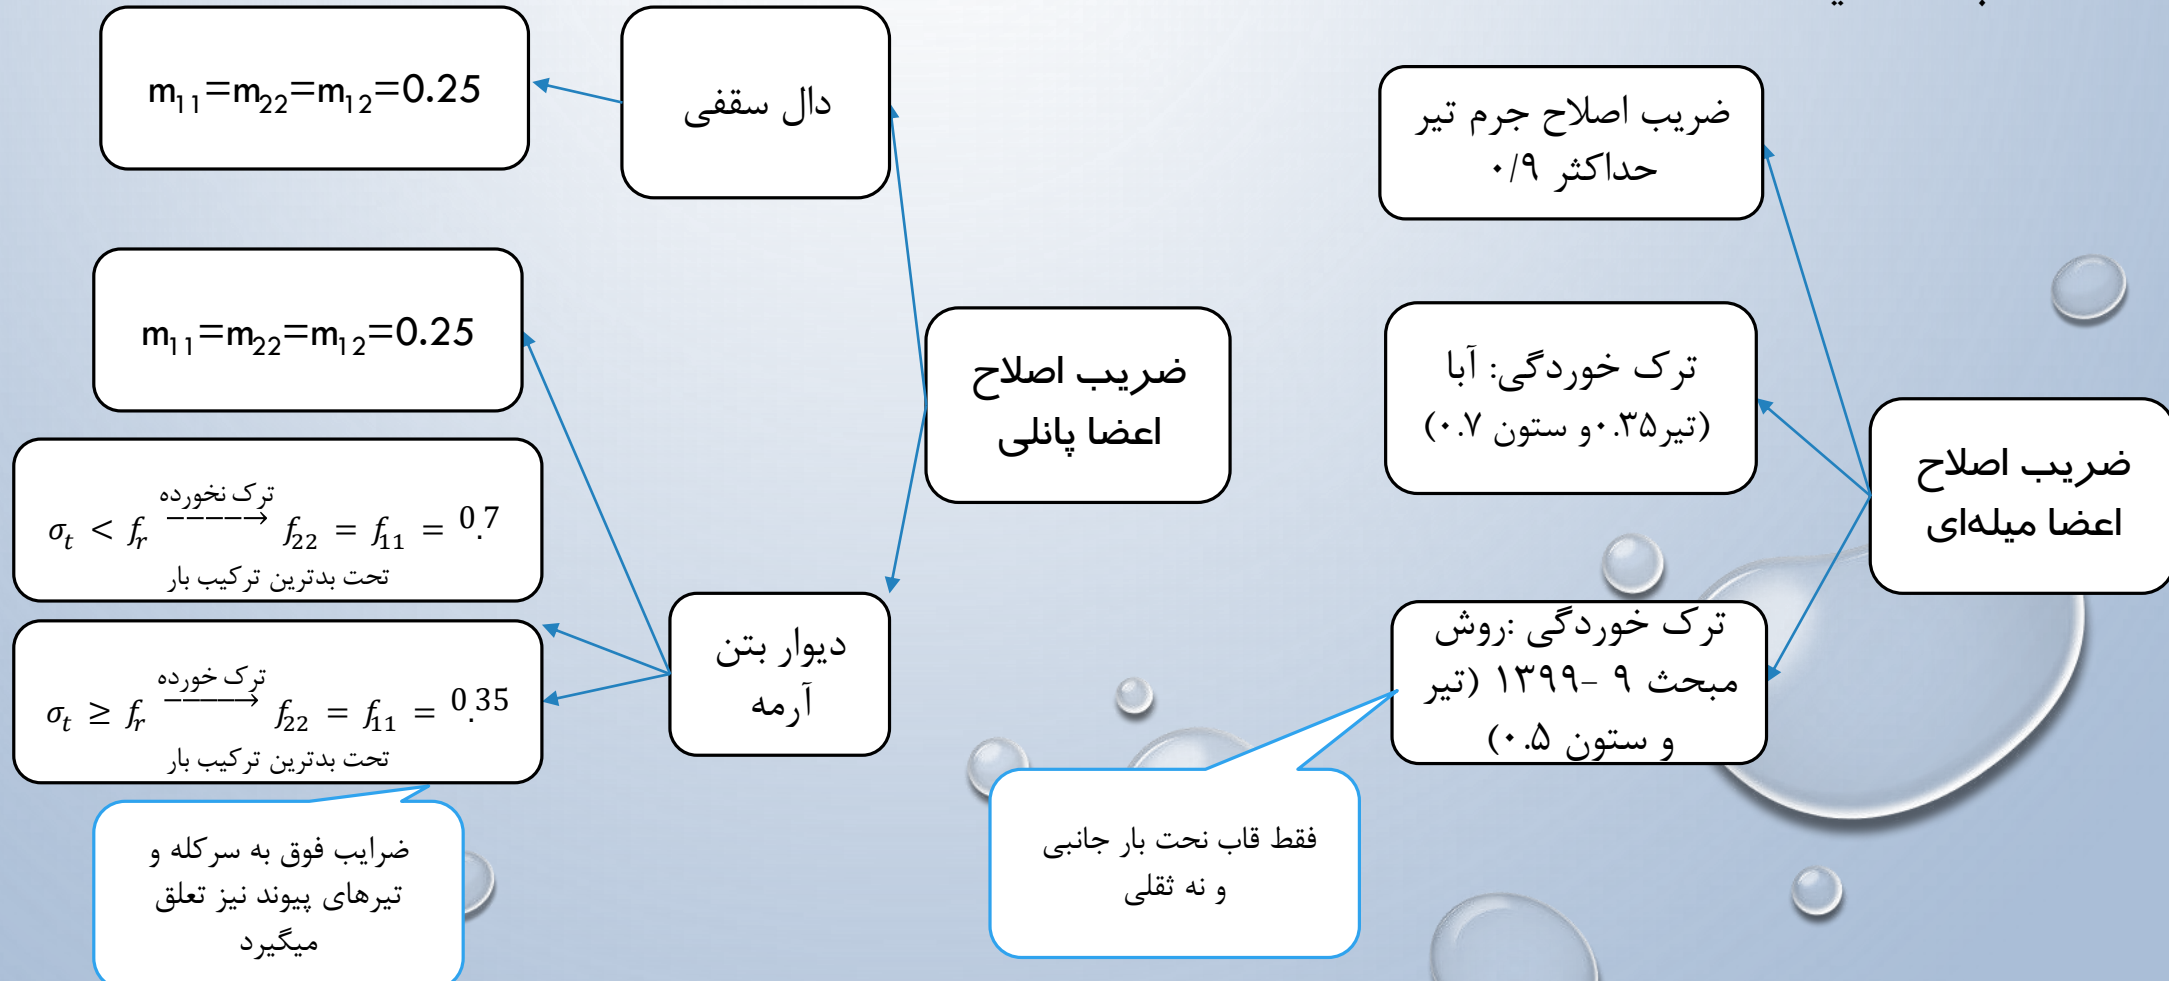 ضریب اصلاح
اعضا میله‌ای
ضریب اصلاح جرم تیر
حداکثر ۰/۹
ترک خوردگی: آبا
(تیر۰.۳۵و ستون ۰.۷)
ترک خوردگی :روش
مبحث ۹ -۱۳۹۹ (تیر
و ستون ۰.۵)
فقط قاب نحت بار جانبی
و نه ثقلی
ضریب اصلاح
اعضا پانلی
دال سقفی
m₁₁=m₂₂=m₁₂=0.25
دیوار بتن
آرمه
m₁₁=m₂₂=m₁₂=0.25
ترک نخورده
σₜ < fᵣ -----→ f₂₂ = f₁₁ = 0.7
تحت بدترین ترکیب بار
ترک خورده
σₜ ≥ fᵣ -----→ f₂₂ = f₁₁ = 0.35
تحت بدترین ترکیب بار
ضرایب فوق به سرکله و
تیرهای پیوند نیز تعلق
میگیرد